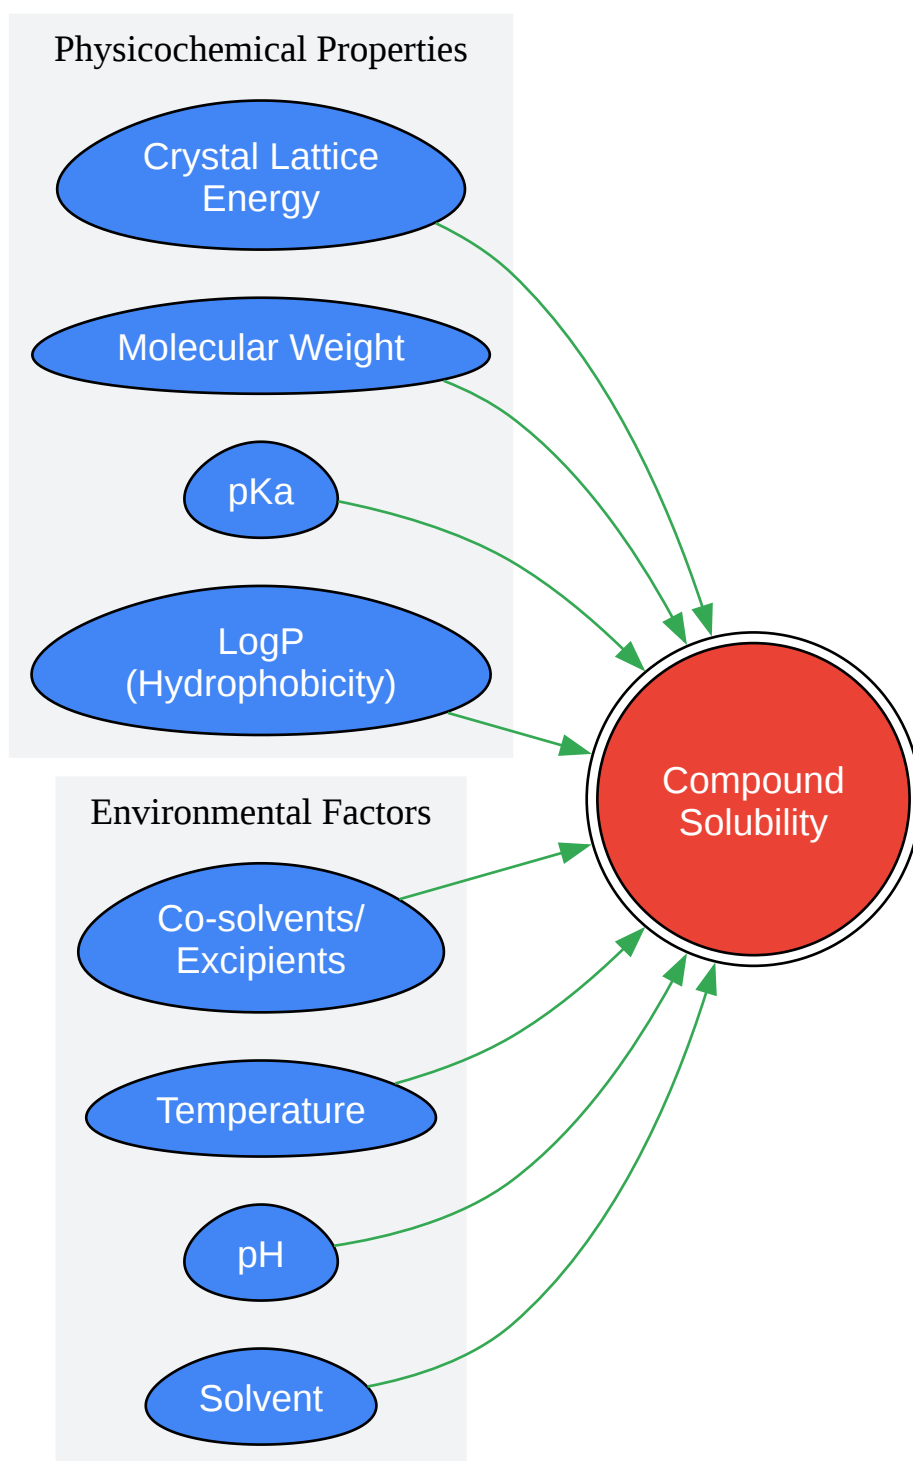 Physicochemical Properties
Crystal Lattice
Energy
Molecular Weight
pKa
LogP
(Hydrophobicity)
Compound
Solubility
Environmental Factors
Co-solvents/
Excipients
Temperature
pH
Solvent